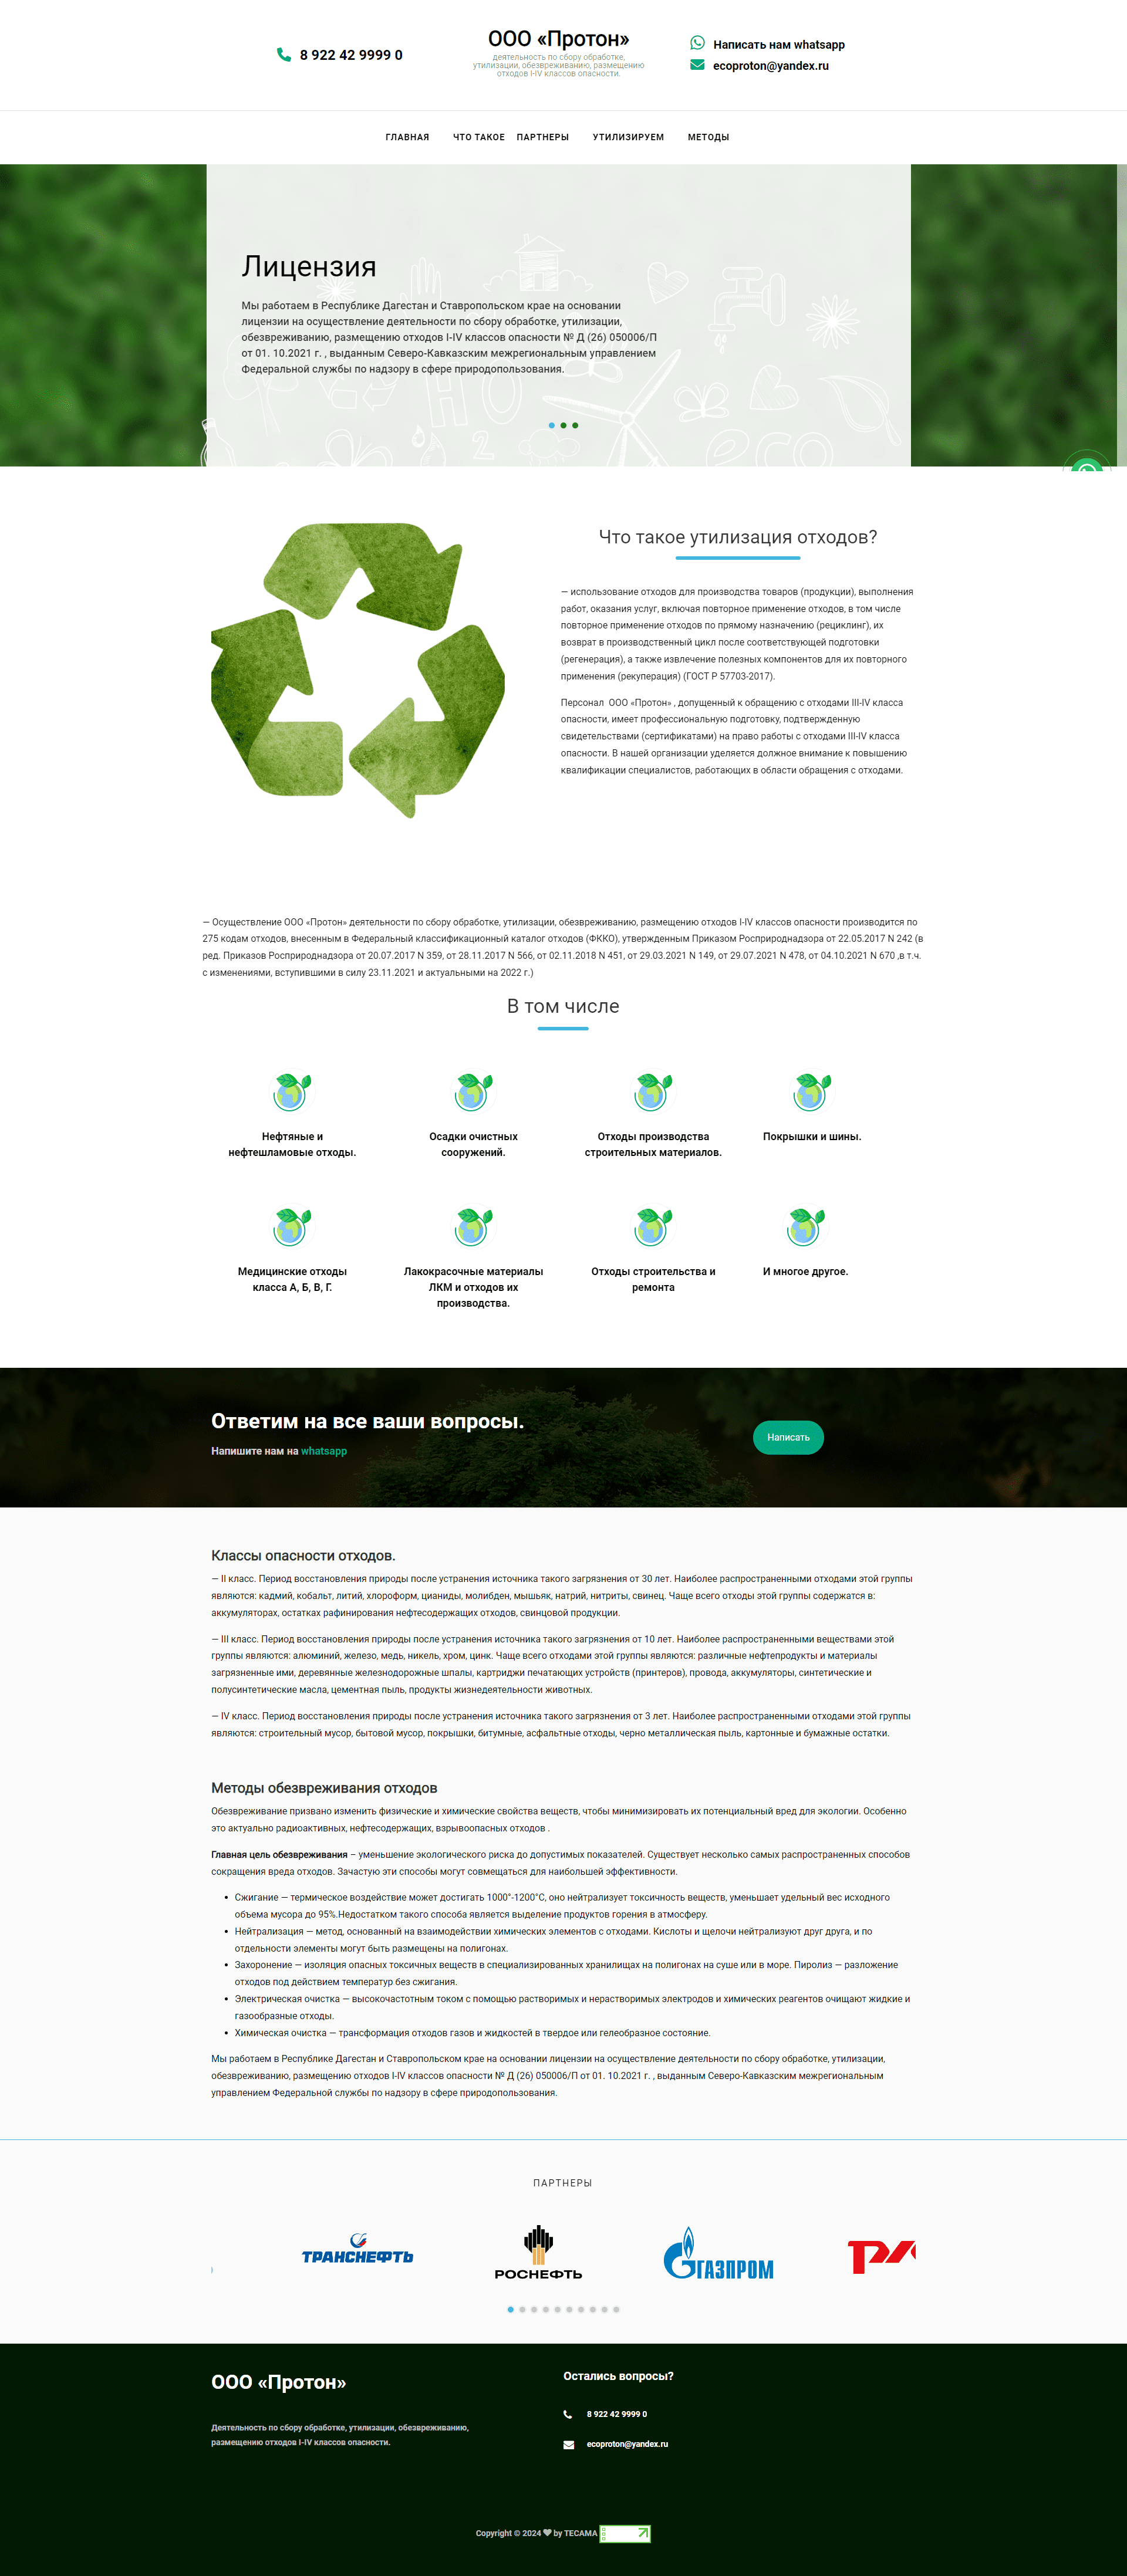 8 922 42 9999 0
ООО «Протон»
деятельность по сбору обработке,
утилизации, обезвреживанию, размещению
отходов I-IV классов опасности.
Написать нам whatsapp
ecoproton@yandex.ru
ГЛАВНАЯ ЧТО ТАКОЕ ПАРТНЕРЫ УТИЛИЗИРУЕМ МЕТОДЫ
Лицензия
Мы работаем в Республике Дагестан и Ставропольском крае на основании
лицензии на осуществление деятельности по сбору обработке, утилизации,
обезвреживанию, размещению отходов I-IV классов опасности № Д (26) 050006/П
от 01. 10.2021 г. , выданным Северо-Кавказским межрегиональным управлением
Федеральной службы по надзору в сфере природопользования.
H O
2
eco
Что такое утилизация отходов?
— использование отходов для производства товаров (продукции), выполнения
работ, оказания услуг, включая повторное применение отходов, в том числе
повторное применение отходов по прямому назначению (рециклинг), их
возврат в производственный цикл после соответствующей подготовки
(регенерация), а также извлечение полезных компонентов для их повторного
применения (рекуперация) (ГОСТ Р 57703-2017).
Персонал ООО «Протон» , допущенный к обращению с отходами III-IV класса
опасности, имеет профессиональную подготовку, подтвержденную
свидетельствами (сертификатами) на право работы с отходами III-IV класса
опасности. В нашей организации уделяется должное внимание к повышению
квалификации специалистов, работающих в области обращения с отходами.
— Осуществление ООО «Протон» деятельности по сбору обработке, утилизации, обезвреживанию, размещению отходов I-IV классов опасности производится по
275 кодам отходов, внесенным в Федеральный классификационный каталог отходов (ФККО), утвержденным Приказом Росприроднадзора от 22.05.2017 N 242 (в
ред. Приказов Росприроднадзора от 20.07.2017 N 359, от 28.11.2017 N 566, от 02.11.2018 N 451, от 29.03.2021 N 149, от 29.07.2021 N 478, от 04.10.2021 N 670 ,в т.ч.
с изменениями, вступившими в силу 23.11.2021 и актуальными на 2022 г.)
В том числе
Нефтяные и
нефтешламовые отходы.
Осадки очистных
сооружений.
Отходы производства
строительных материалов.
Покрышки и шины.
Медицинские отходы
класса А, Б, В, Г.
Лакокрасочные материалы
ЛКМ и отходов их
производства.
Отходы строительства и
ремонта
И многое другое.
Ответим на все ваши вопросы.
Напишите нам на whatsapp
Написать
Классы опасности отходов.
— II класс. Период восстановления природы после устранения источника такого загрязнения от 30 лет. Наиболее распространенными отходами этой группы
являются: кадмий, кобальт, литий, хлороформ, цианиды, молибден, мышьяк, натрий, нитриты, свинец. Чаще всего отходы этой группы содержатся в:
аккумуляторах, остатках рафинирования нефтесодержащих отходов, свинцовой продукции.
— III класс. Период восстановления природы после устранения источника такого загрязнения от 10 лет. Наиболее распространенными веществами этой
группы являются: алюминий, железо, медь, никель, хром, цинк. Чаще всего отходами этой группы являются: различные нефтепродукты и материалы
загрязненные ими, деревянные железнодорожные шпалы, картриджи печатающих устройств (принтеров), провода, аккумуляторы, синтетические и
полусинтетические масла, цементная пыль, продукты жизнедеятельности животных.
— IV класс. Период восстановления природы после устранения источника такого загрязнения от 3 лет. Наиболее распространенными отходами этой группы
являются: строительный мусор, бытовой мусор, покрышки, битумные, асфальтные отходы, черно металлическая пыль, картонные и бумажные остатки.
Методы обезвреживания отходов
Обезвреживание призвано изменить физические и химические свойства веществ, чтобы минимизировать их потенциальный вред для экологии. Особенно
это актуально радиоактивных, нефтесодержащих, взрывоопасных отходов .
Главная цель обезвреживания – уменьшение экологического риска до допустимых показателей. Существует несколько самых распространенных способов
сокращения вреда отходов. Зачастую эти способы могут совмещаться для наибольшей эффективности.
• Сжигание — термическое воздействие может достигать 1000°-1200°С, оно нейтрализует токсичность веществ, уменьшает удельный вес исходного
объема мусора до 95%.Недостатком такого способа является выделение продуктов горения в атмосферу.
• Нейтрализация — метод, основанный на взаимодействии химических элементов с отходами. Кислоты и щелочи нейтрализуют друг друга, и по
отдельности элементы могут быть размещены на полигонах.
• Захоронение — изоляция опасных токсичных веществ в специализированных хранилищах на полигонах на суше или в море. Пиролиз — разложение
отходов под действием температур без сжигания.
• Электрическая очистка — высокочастотным током с помощью растворимых и нерастворимых электродов и химических реагентов очищают жидкие и
газообразные отходы.
• Химическая очистка — трансформация отходов газов и жидкостей в твердое или гелеобразное состояние.
Мы работаем в Республике Дагестан и Ставропольском крае на основании лицензии на осуществление деятельности по сбору обработке, утилизации,
обезвреживанию, размещению отходов I-IV классов опасности № Д (26) 050006/П от 01. 10.2021 г. , выданным Северо-Кавказским межрегиональным
управлением Федеральной службы по надзору в сфере природопользования.
ПАРТНЕРЫ
ТРАНСНЕФТЬ
РОСНЕФТЬ
ГАЗПРОМ
ООО «Протон»
Деятельность по сбору обработке, утилизации, обезвреживанию,
размещению отходов I-IV классов опасности.
Остались вопросы?
8 922 42 9999 0
ecoproton@yandex.ru
Copyright © 2024 ❤ by TECAMA